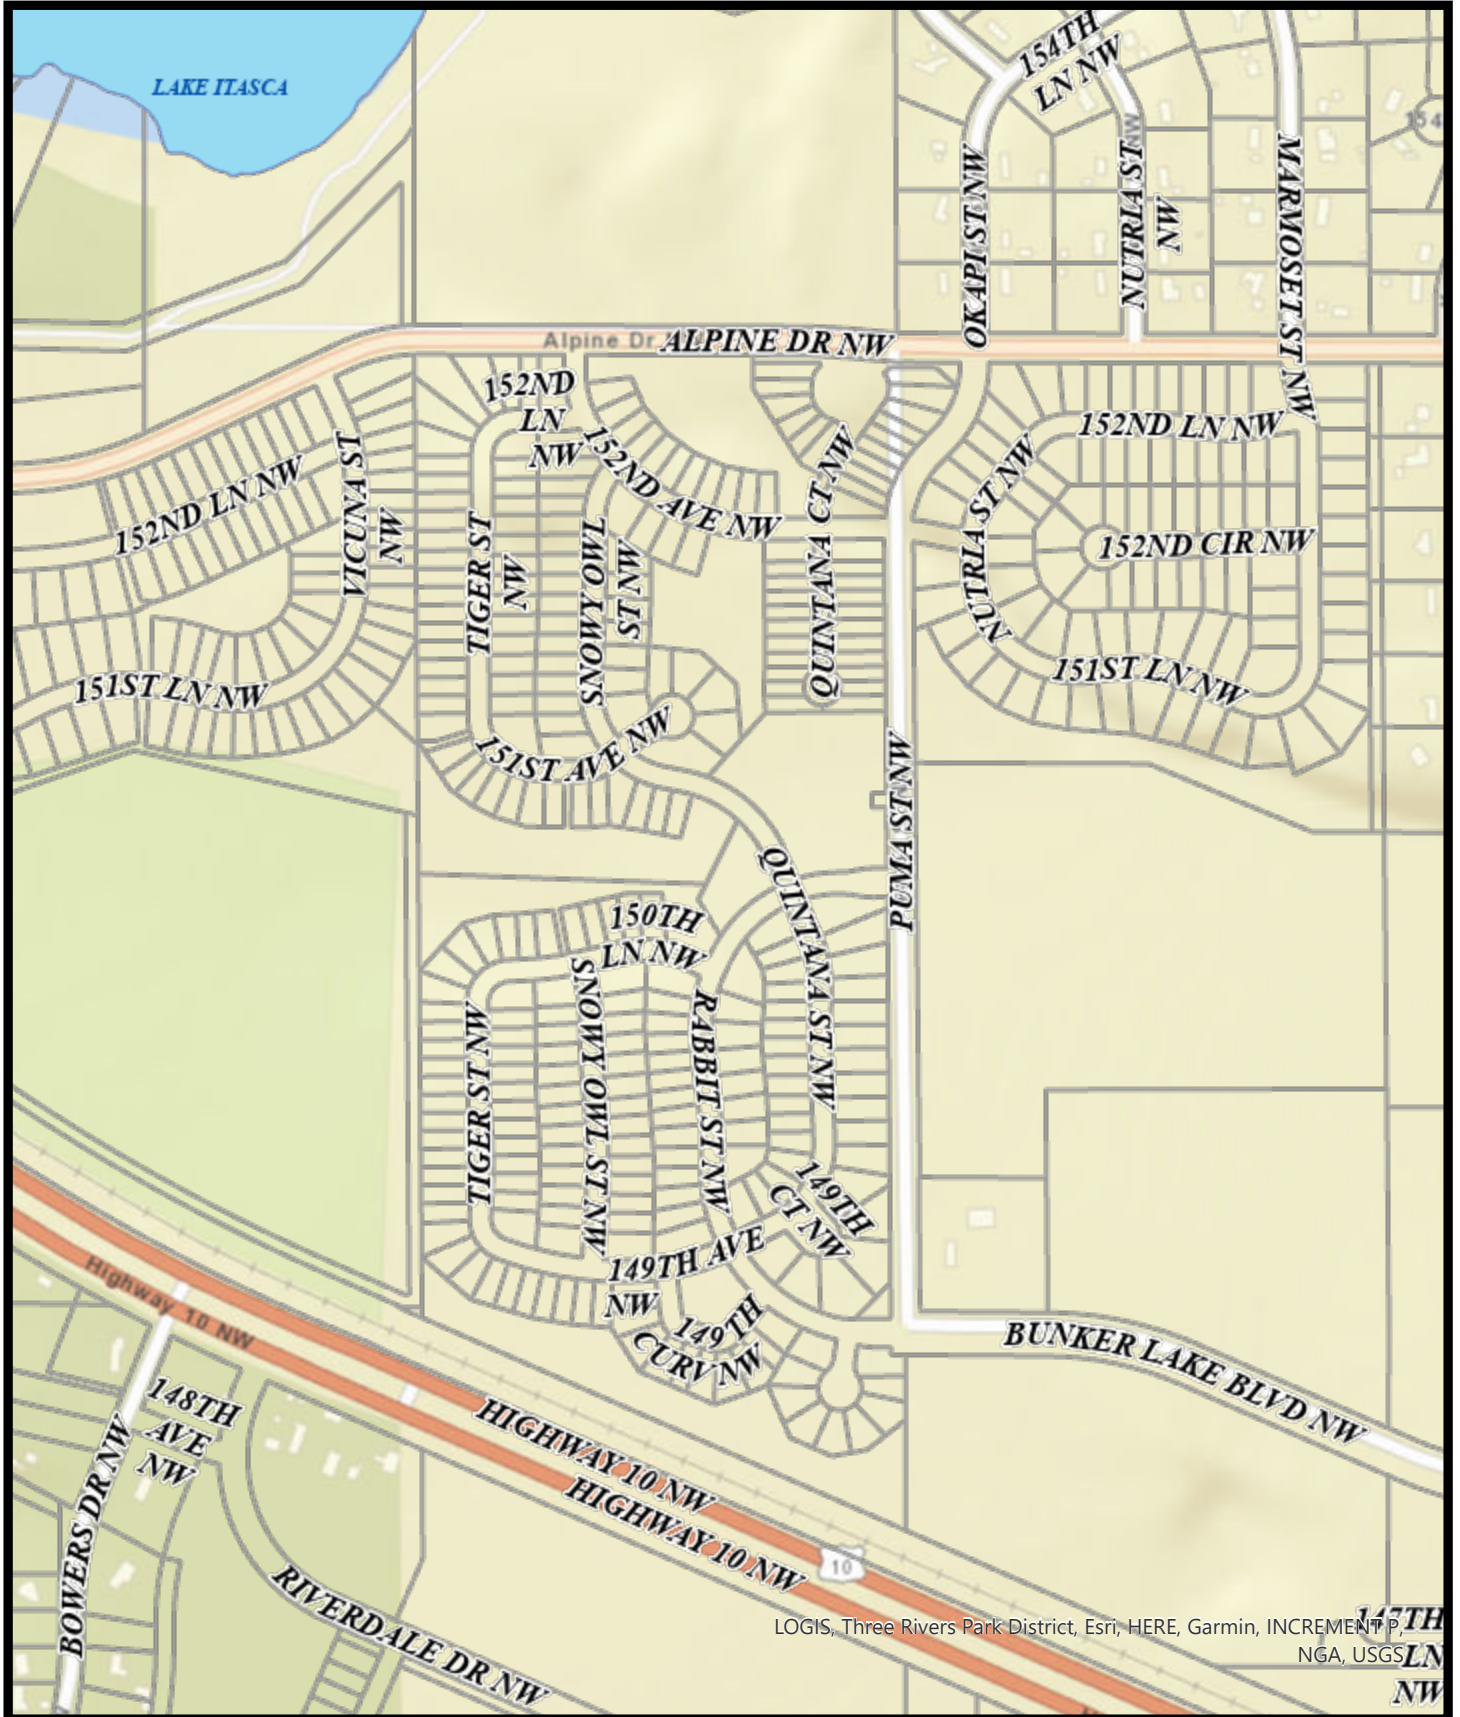 LAKE ITASCA
154TH
LN NW
154
OKAPI ST NW
NUTRIA ST
NW
NW
MARMOSET ST NW
Alpine Dr
ALPINE DR NW
152ND
LN
NW
152ND LN NW
152ND LN NW
VICUNA ST
NW
152ND AVE NW
QUINTANA CT NW
NUTRIA ST NW
152ND CIR NW
TIGER ST
NW
SNOWY OWL
ST NW
151ST LN NW
151ST LN NW
151ST AVE NW
PUMA ST NW
QUINTANA ST NW
150TH
LN NW
TIGER ST NW
SNOWY OWL ST NW
RABBIT ST NW
149TH
CT NW
149TH AVE
NW
149TH
CURV NW
Highway 10 NW
BUNKER LAKE BLVD NW
148TH
AVE
NW
BOWERS DR NW
HIGHWAY 10 NW
HIGHWAY 10 NW
10
RIVERDALE DR NW
147TH
LN
NW
LOGIS, Three Rivers Park District, Esri, HERE, Garmin, INCREMENT P,
NGA, USGS